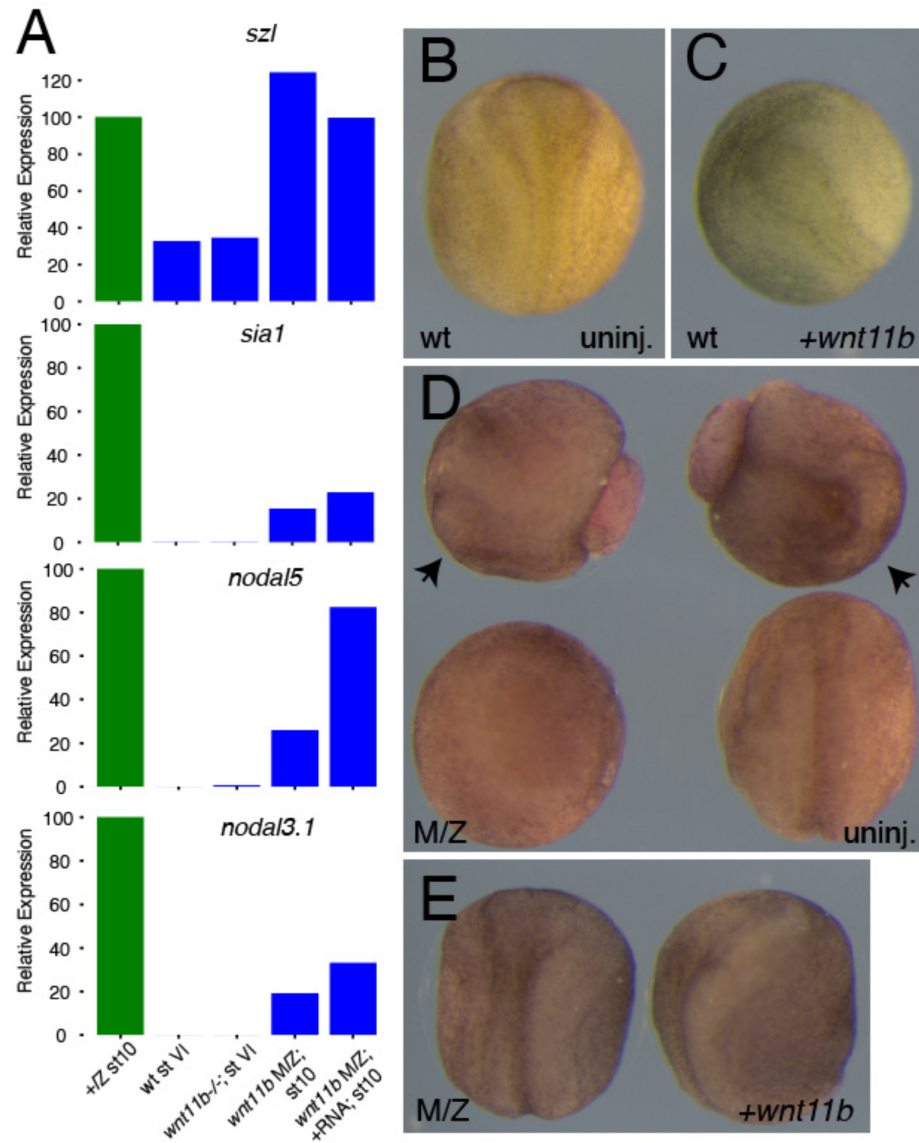 A
szl
Relative Expression
120
100
80
60
40
20
0
sia1
Relative Expression
100
80
60
40
20
0
nodal5
Relative Expression
100
80
60
40
20
0
nodal3.1
Relative Expression
100
80
60
40
20
0
+/Z st10
wt st VI
wnt11b-/-; st VI
wnt11b M/Z;
st10
wnt11b M/Z;
+RNA; st10
B
wt uninj.
C
wt +wnt11b
D
M/Z uninj.
E
M/Z +wnt11b